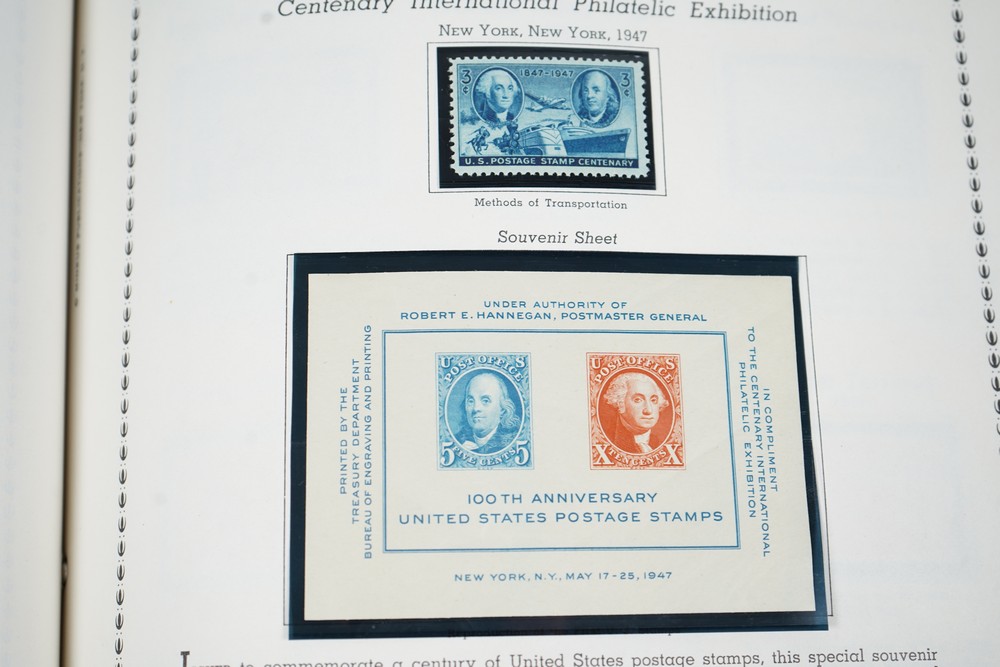 Centenary International Philatelic Exhibition
New York, New York, 1947
3¢
1847-1947
3¢
U.S. POSTAGE STAMP CENTENARY
Methods of Transportation
Souvenir Sheet
UNDER AUTHORITY OF
ROBERT E. HANNEGAN, POSTMASTER GENERAL
PRINTED BY THE
TREASURY DEPARTMENT
BUREAU OF ENGRAVING AND PRINTING
U S
POST OFFICE
5 FIVE CENTS 5
U S
POST OFFICE
X TEN CENTS X
IN COMPLIMENT
TO THE CENTENARY INTERNATIONAL
PHILATELIC EXHIBITION
100TH ANNIVERSARY
UNITED STATES POSTAGE STAMPS
NEW YORK, N.Y., MAY 17-25, 1947
to commemorate a century of United States postage stamps, this special souvenir